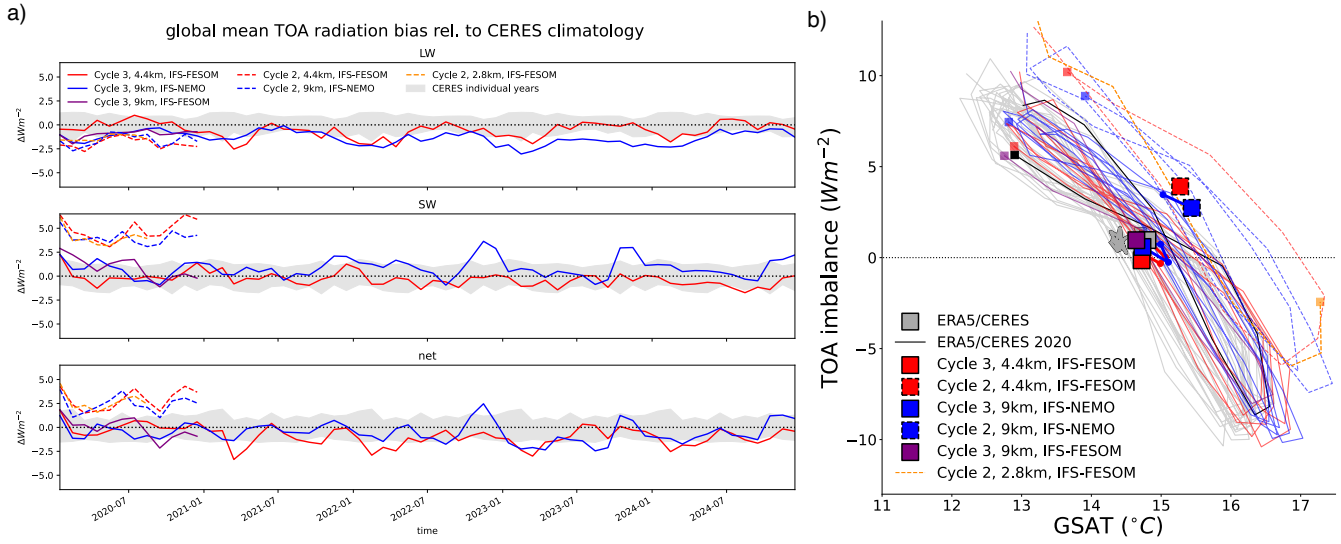 a)
global mean TOA radiation bias rel. to CERES climatology
LW
Cycle 3, 4.4km, IFS-FESOM
Cycle 3, 9km, IFS-NEMO
Cycle 3, 9km, IFS-FESOM
Cycle 2, 4.4km, IFS-FESOM
Cycle 2, 9km, IFS-NEMO
Cycle 2, 2.8km, IFS-FESOM
CERES individual years
ΔWm⁻²
5.0
2.5
0.0
−2.5
−5.0
SW
ΔWm⁻²
5.0
2.5
0.0
−2.5
−5.0
net
ΔWm⁻²
5.0
2.5
0.0
−2.5
−5.0
2020-07
2021-01
2021-07
2022-01
2022-07
2023-01
2023-07
2024-01
2024-07
time
b)
TOA imbalance (Wm⁻²)
10
5
0
−5
−10
ERA5/CERES
ERA5/CERES 2020
Cycle 3, 4.4km, IFS-FESOM
Cycle 2, 4.4km, IFS-FESOM
Cycle 3, 9km, IFS-NEMO
Cycle 2, 9km, IFS-NEMO
Cycle 3, 9km, IFS-FESOM
Cycle 2, 2.8km, IFS-FESOM
11
12
13
14
15
16
17
GSAT (°C)